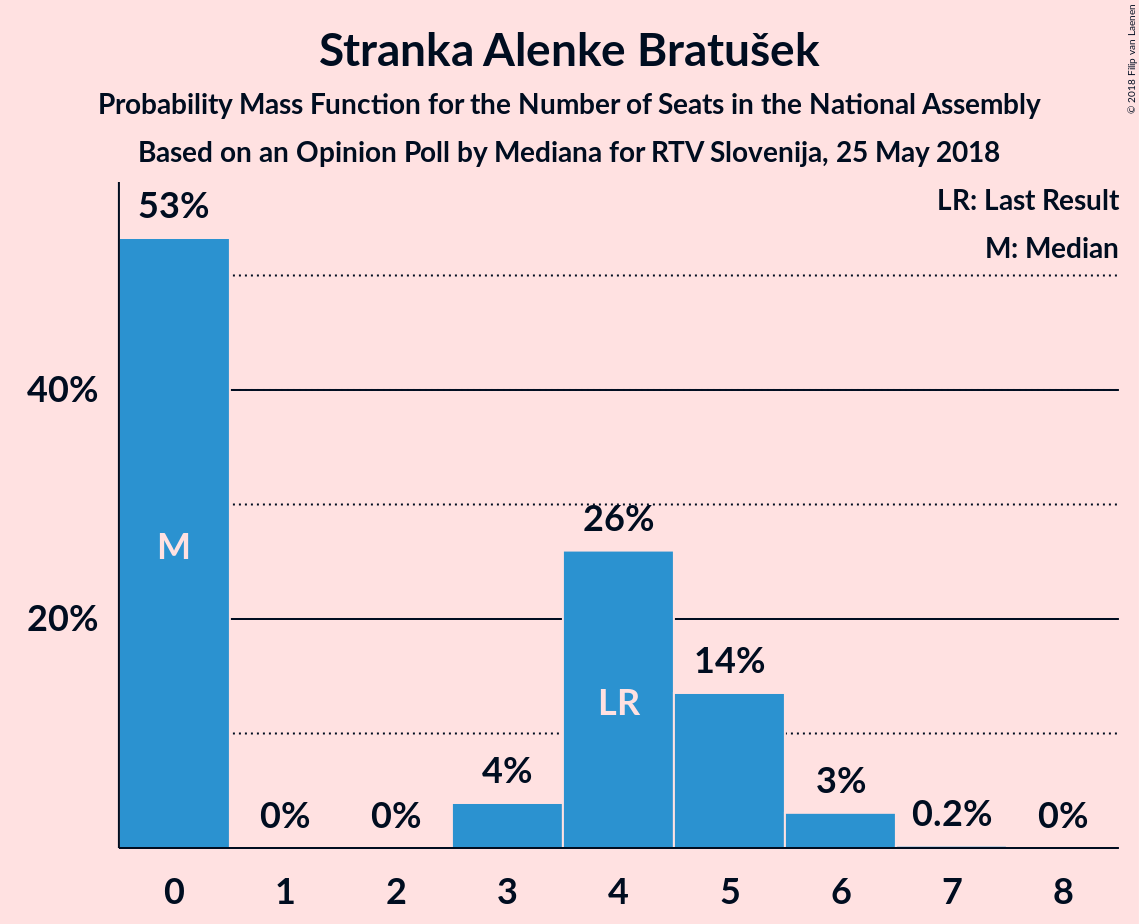 Stranka Alenke Bratušek
Probability Mass Function for the Number of Seats in the National Assembly
Based on an Opinion Poll by Mediana for RTV Slovenija, 25 May 2018
© 2018 Filip van Laenen
LR: Last Result
M: Median
53%
40%
26%
M
20%
14%
LR
4%
3%
0%
0%
0.2%
0%
0 1 2 3 4 5 6 7 8